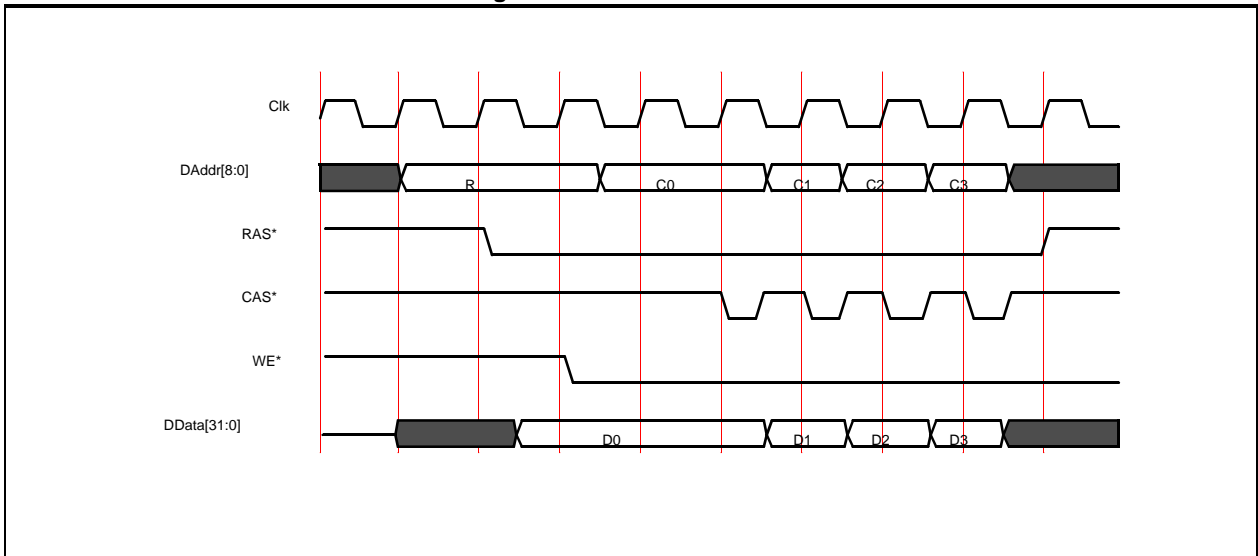 Clk
DAddr[8:0]
R
C0
C1
C2
C3
RAS*
CAS*
WE*
DData[31:0]
D0
D1
D2
D3